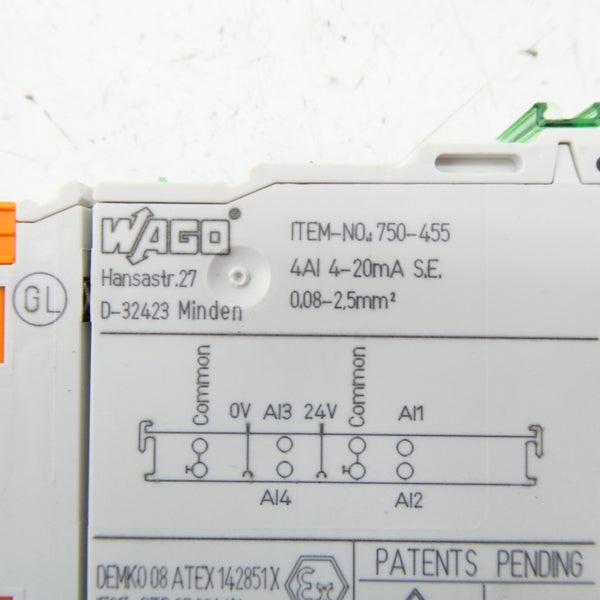 WAGO®
ITEM-NO.: 750-455
Hansastr.27
4AI 4-20mA S.E.
D-32423 Minden
0,08-2,5mm²
GL
Common
Common
0V AI3 24V AI1
AI4 AI2
DEMKO 08 ATEX 142851X
Ex
PATENTS PENDING